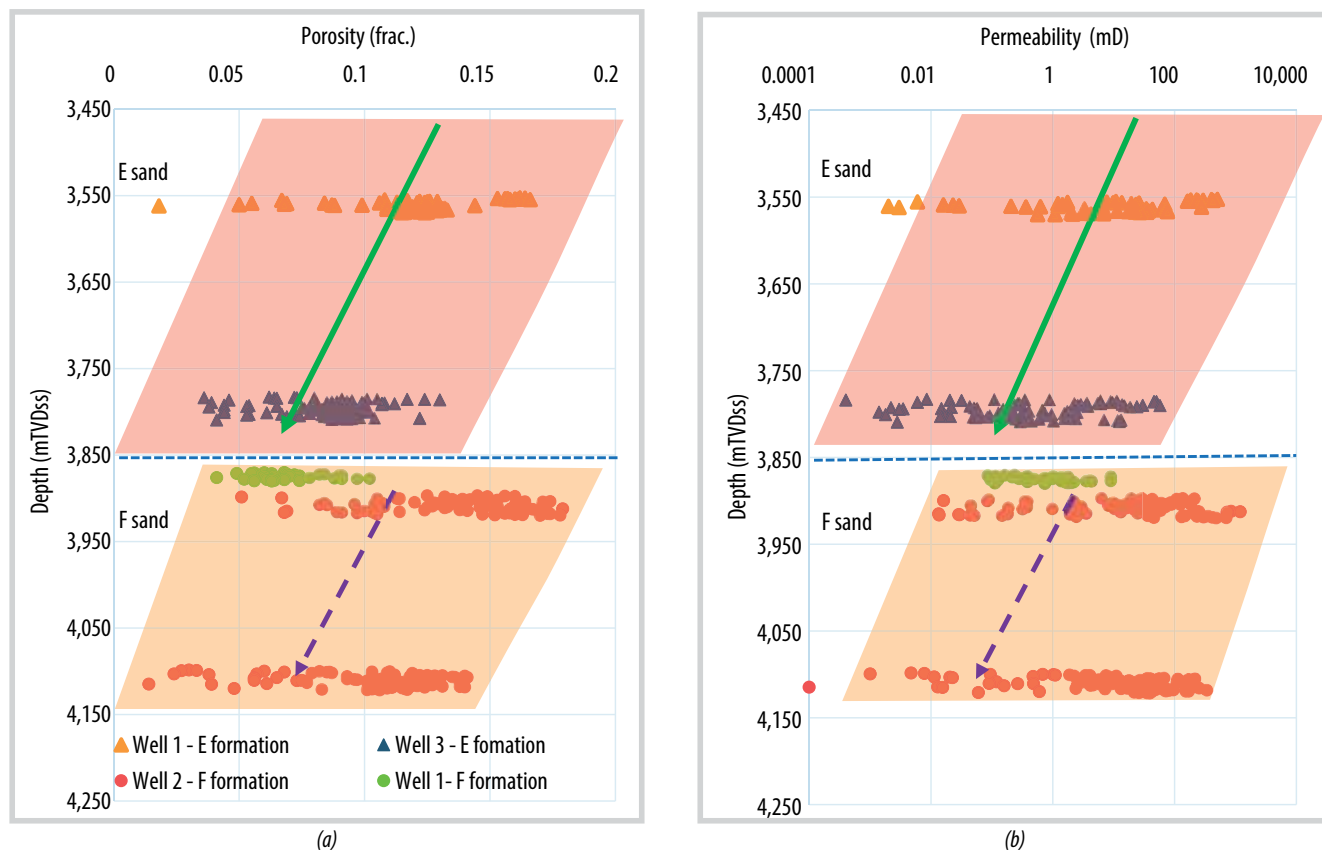 Porosity (frac.)
0 0.05 0.1 0.15 0.2
3,450
3,550
3,650
3,750
3,850
3,950
4,050
4,150
4,250
Depth (mTVDss)
E sand
F sand
Well 1 - E formation
Well 3 - E fomation
Well 2 - F formation
Well 1- F formation
(a)
Permeability (mD)
0.0001 0.01 1 100 10,000
3,450
3,550
3,650
3,750
3,850
3,950
4,050
4,150
4,250
Depth (mTVDss)
E sand
F sand
(b)